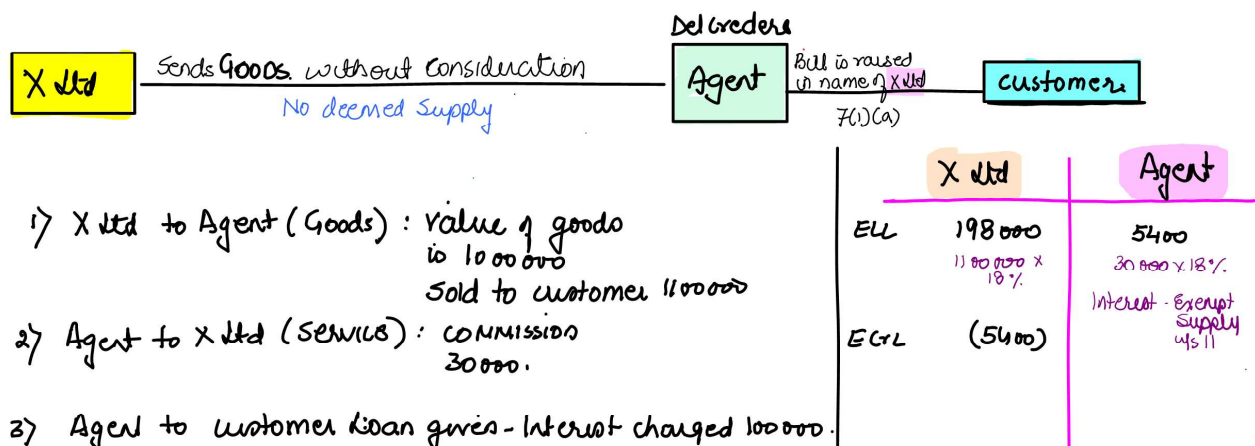 Del creders
X Ltd
Sends Goods. without Consideration
No deemed Supply
Agent
Bill is raised
in name of X Ltd
7(1)(a)
customer
X Ltd
Agent
1) X Ltd to Agent (Goods) : value of goods
is 1000000
Sold to customer 1100000
ELL 198000 5400
1100000 x
18%
30000 x 18%
Interest - Exempt
Supply
u/s 11
2) Agent to X Ltd (Service) : COMMISSION
30000.
ECrL (5400)
3) Agent to customer Loan given - Interest charged 100000.